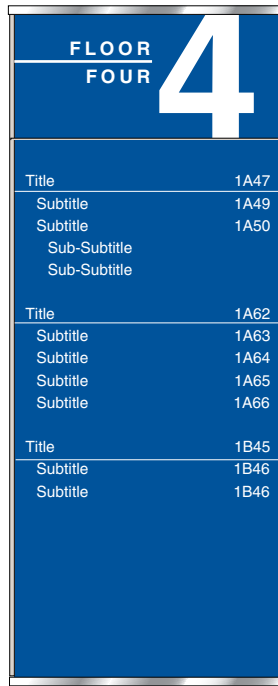 FLOOR
FOUR
4
Title 1A47
Subtitle 1A49
Subtitle 1A50
Sub-Subtitle
Sub-Subtitle
Title 1A62
Subtitle 1A63
Subtitle 1A64
Subtitle 1A65
Subtitle 1A66
Title 1B45
Subtitle 1B46
Subtitle 1B46